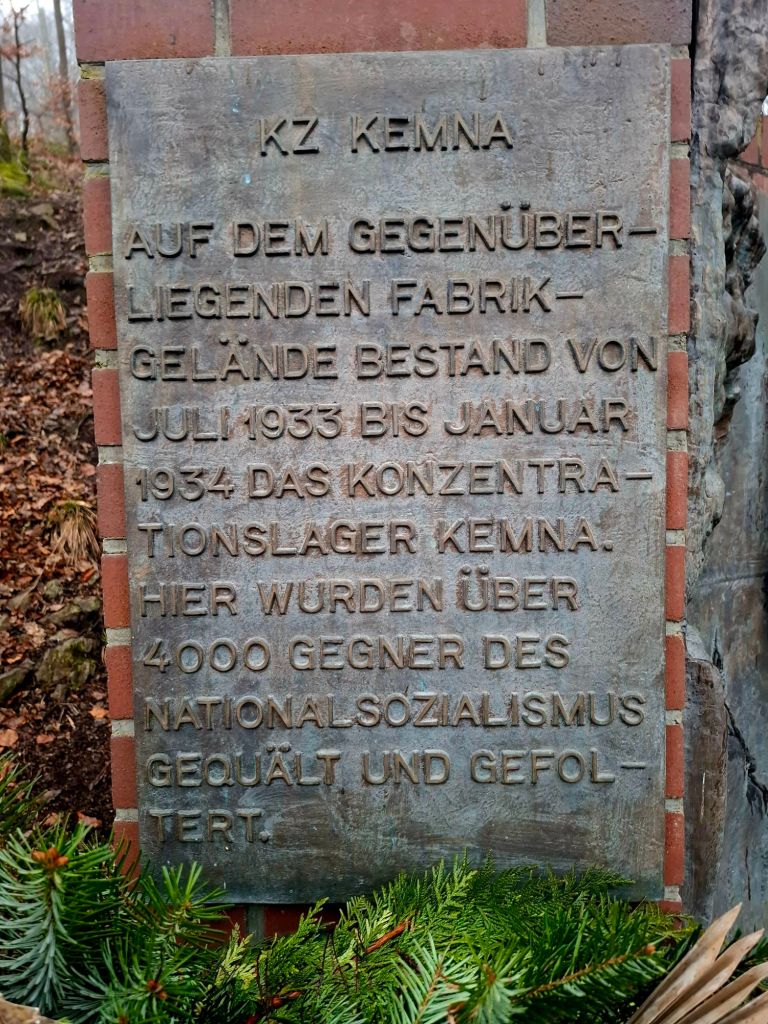 KZ KEMNA
AUF DEM GEGENÜBER-
LIEGENDEN FABRIK-
GELÄNDE BESTAND VON
JULI 1933 BIS JANUAR
1934 DAS KONZENTRA-
TIONSLAGER KEMNA.
HIER WURDEN ÜBER
4000 GEGNER DES
NATIONALSOZIALISMUS
GEQUÄLT UND GEFOL-
TERT.